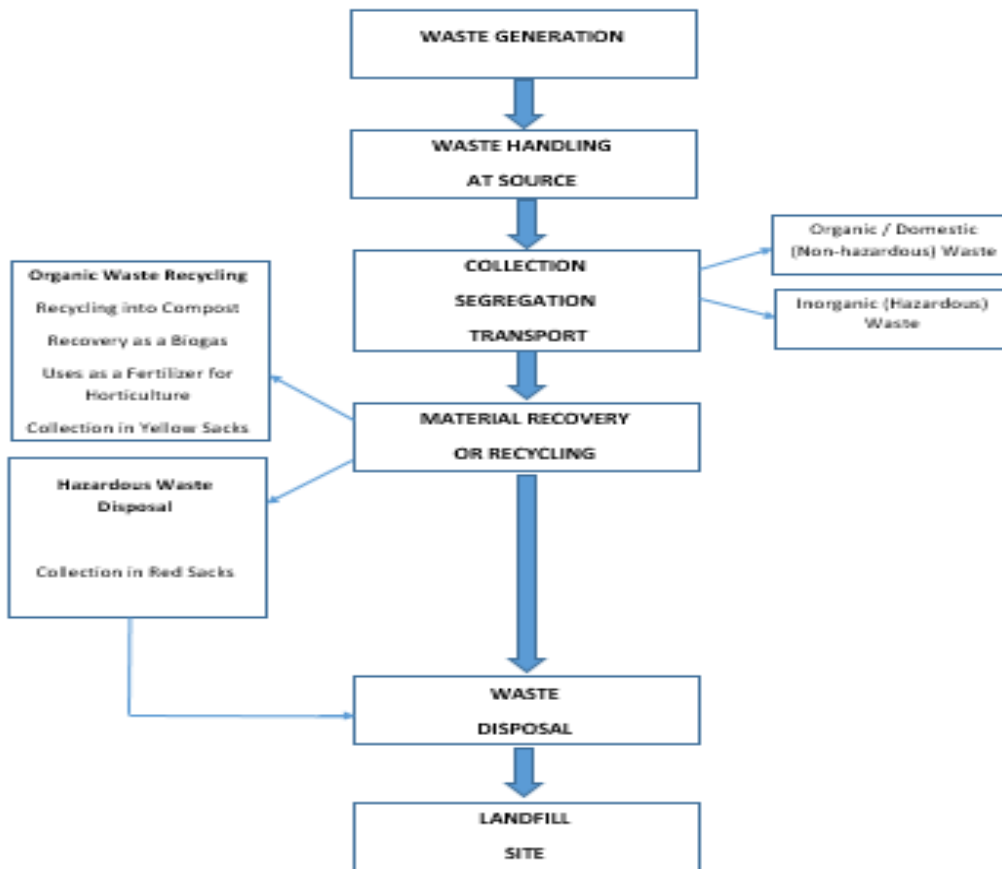 WASTE GENERATION
WASTE HANDLING
AT SOURCE
COLLECTION
SEGREGATION
TRANSPORT
Organic / Domestic
(Non-hazardous) Waste
Inorganic (Hazardous)
Waste
Organic Waste Recycling
Recycling into Compost
Recovery as a Biogas
Uses as a Fertilizer for
Horticulture
Collection in Yellow Sacks
MATERIAL RECOVERY
OR RECYCLING
Hazardous Waste
Disposal
Collection in Red Sacks
WASTE
DISPOSAL
LANDFILL
SITE